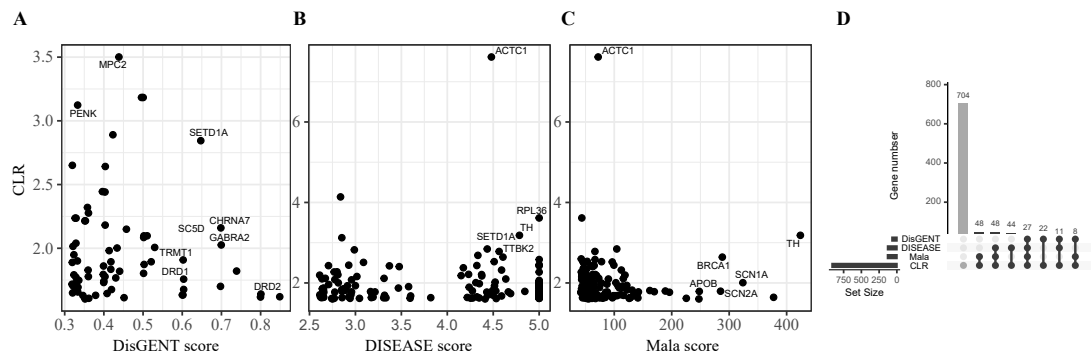 A
B
C
D
CLR
3.5
3.0
2.5
2.0
MPC2
PENK
SETD1A
CHRNA7
SC5D
GABRA2
TRMT1
DRD1
DRD2
0.3 0.4 0.5 0.6 0.7 0.8
DisGENT score
6
4
2
ACTC1
RPL36
TH
SETD1A
TTBK2
2.5 3.0 3.5 4.0 4.5 5.0
DISEASE score
6
4
2
ACTC1
TH
BRCA1
SCN1A
APOB
SCN2A
100 200 300 400
Mala score
Gene numbser
800
600
400
200
704
48 48 44 27 22 11 8
DisGENT
DISEASE
Mala
CLR
750 500 250 0
Set Size